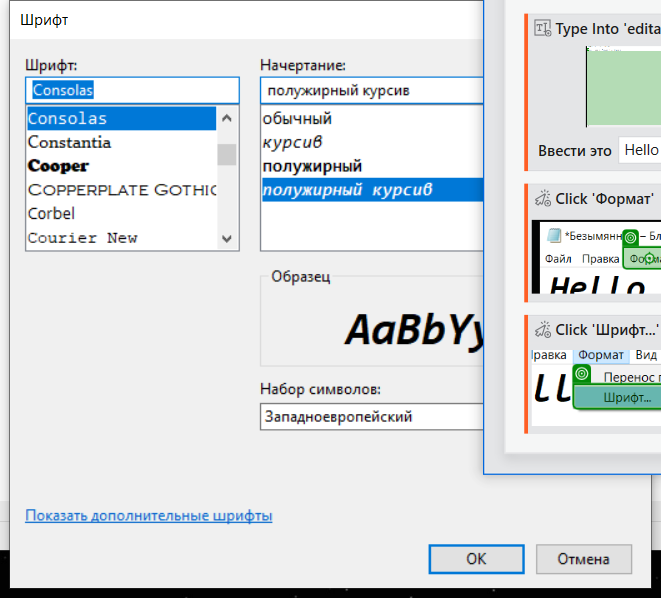 Шрифт
Шрифт:
Consolas
Consolas
Constantia
Cooper
COPPERPLATE GOTHIC
Corbel
Courier New
Начертание:
полужирный курсив
обычный
курсив
полужирный
полужирный курсив
Образец
AaBbYy
Набор символов:
Западноевропейский
Показать дополнительные шрифты
OK
Отмена
Type Into 'edita
Ввести это Hello
Click 'Формат'
*Безымянн – Бл
Файл Правка Форма
Hello
Click 'Шрифт...'
равка Формат Вид
ll
Перенос п
Шрифт...